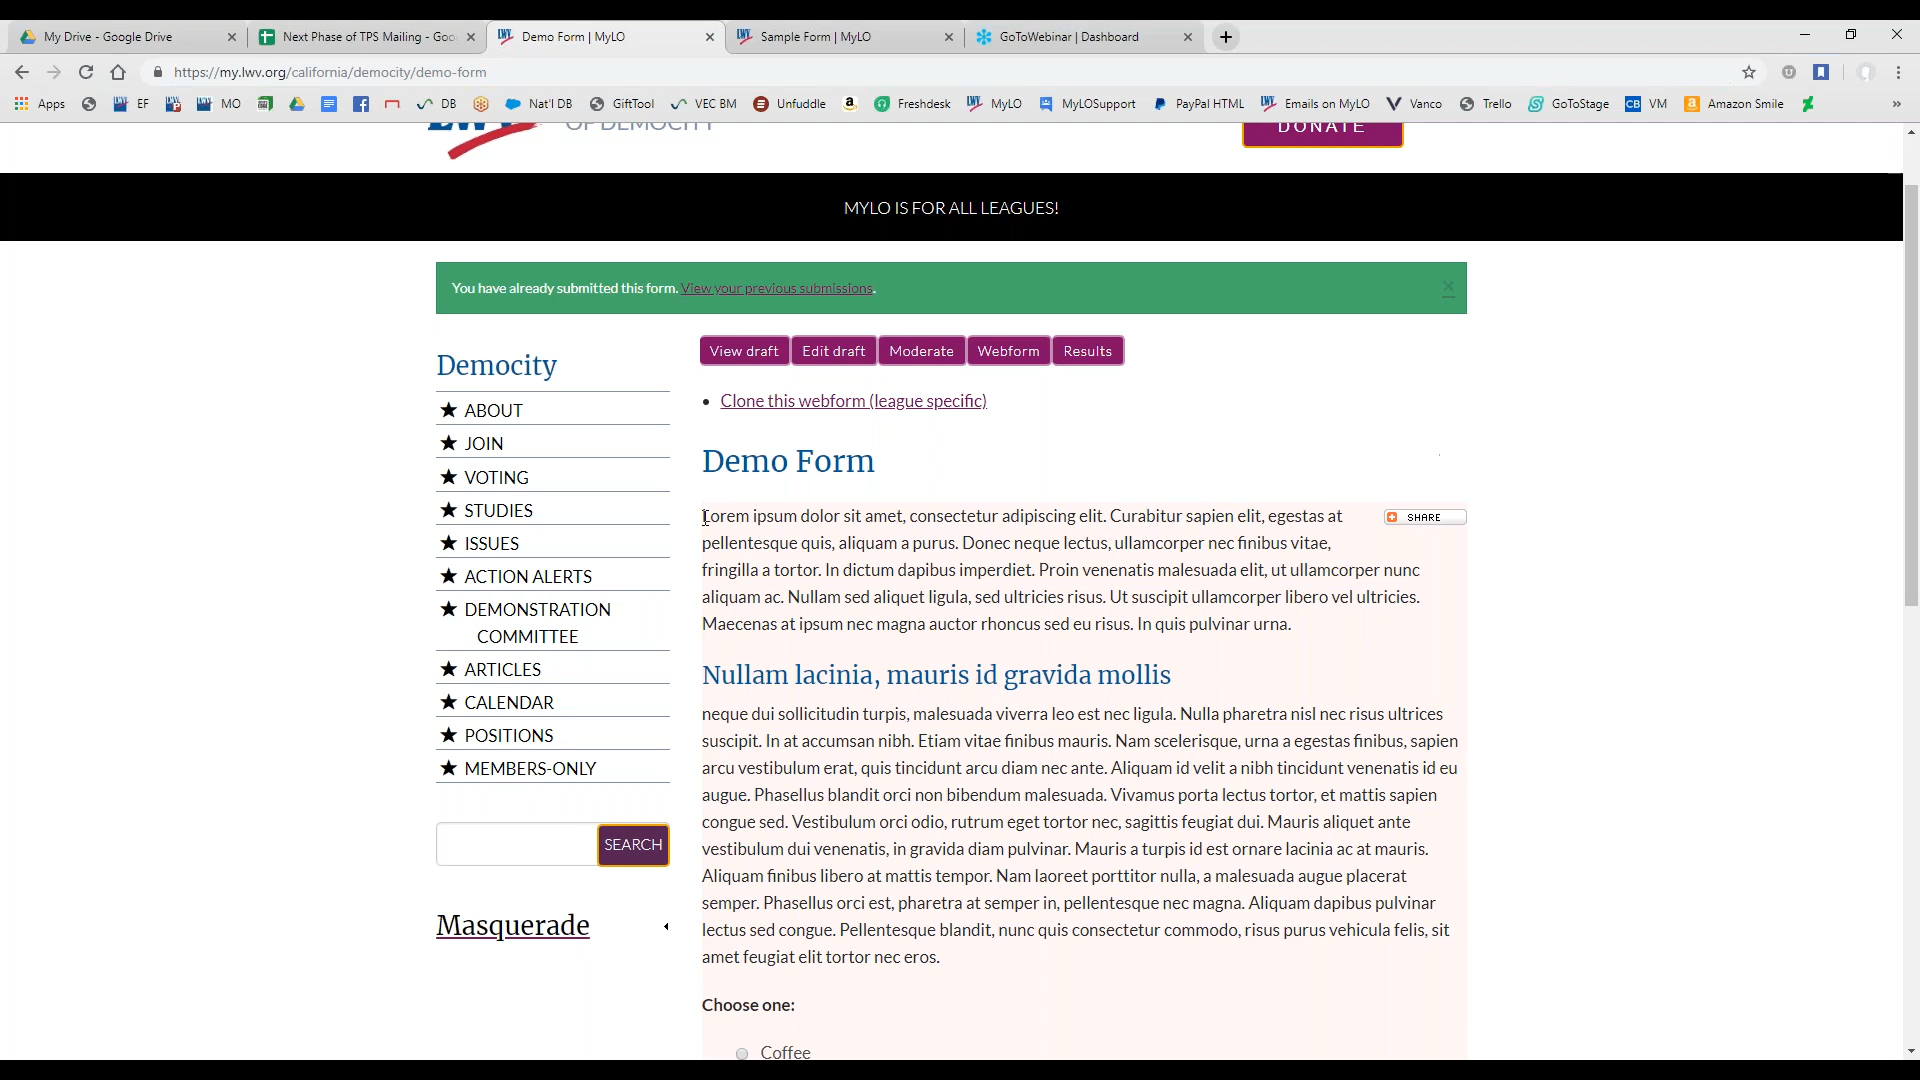 My Drive - Google Drive
Next Phase of TPS Mailing - Goo
Demo Form | MyLO
Sample Form | MyLO
GoToWebinar | Dashboard
https://my.lwv.org/california/democity/demo-form
Apps
EF
MO
DB
Nat'l DB
GiftTool
VEC BM
Unfuddle
Freshdesk
MyLO
MyLOSupport
PayPal HTML
Emails on MyLO
Vanco
Trello
GoToStage
VM
Amazon Smile
LWV
OF DEMOCITY
DONATE
MYLO IS FOR ALL LEAGUES!
You have already submitted this form. View your previous submissions.
View draft
Edit draft
Moderate
Webform
Results
Democity
ABOUT
JOIN
VOTING
STUDIES
ISSUES
ACTION ALERTS
DEMONSTRATION
COMMITTEE
ARTICLES
CALENDAR
POSITIONS
MEMBERS-ONLY
SEARCH
Masquerade
Clone this webform (league specific)
Demo Form
SHARE
Lorem ipsum dolor sit amet, consectetur adipiscing elit. Curabitur sapien elit, egestas at
pellentesque quis, aliquam a purus. Donec neque lectus, ullamcorper nec finibus vitae,
fringilla a tortor. In dictum dapibus imperdiet. Proin venenatis malesuada elit, ut ullamcorper nunc
aliquam ac. Nullam sed aliquet ligula, sed ultricies risus. Ut suscipit ullamcorper libero vel ultricies.
Maecenas at ipsum nec magna auctor rhoncus sed eu risus. In quis pulvinar urna.
Nullam lacinia, mauris id gravida mollis
neque dui sollicitudin turpis, malesuada viverra leo est nec ligula. Nulla pharetra nisl nec risus ultrices
suscipit. In at accumsan nibh. Etiam vitae finibus mauris. Nam scelerisque, urna a egestas finibus, sapien
arcu vestibulum erat, quis tincidunt arcu diam nec ante. Aliquam id velit a nibh tincidunt venenatis id eu
augue. Phasellus blandit orci non bibendum malesuada. Vivamus porta lectus tortor, et mattis sapien
congue sed. Vestibulum orci odio, rutrum eget tortor nec, sagittis feugiat dui. Mauris aliquet ante
vestibulum dui venenatis, in gravida diam pulvinar. Mauris a turpis id est ornare lacinia ac at mauris.
Aliquam finibus libero at mattis tempor. Nam laoreet porttitor nulla, a malesuada augue placerat
semper. Phasellus orci est, pharetra at semper in, pellentesque nec magna. Aliquam dapibus pulvinar
lectus sed congue. Pellentesque blandit, nunc quis consectetur commodo, risus purus vehicula felis, sit
amet feugiat elit tortor nec eros.
Choose one:
Coffee